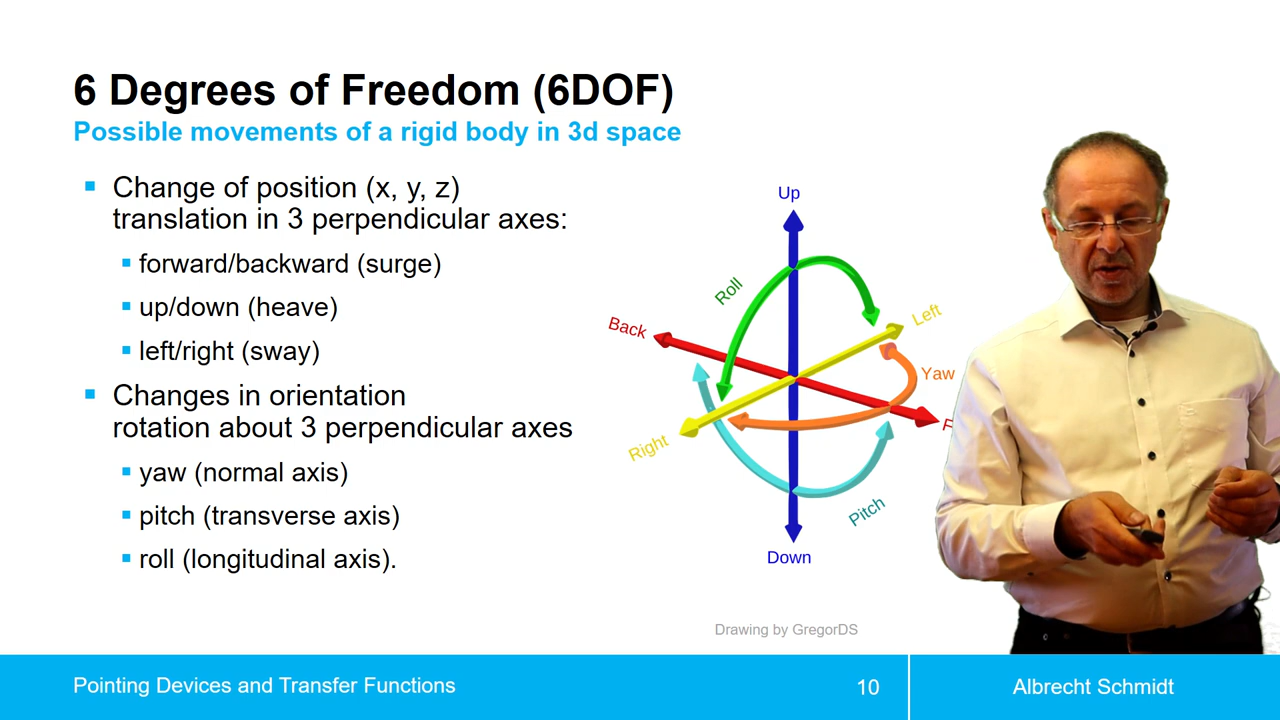 6 Degrees of Freedom (6DOF)
Possible movements of a rigid body in 3d space
Change of position (x, y, z)
translation in 3 perpendicular axes:
forward/backward (surge)
up/down (heave)
left/right (sway)
Changes in orientation
rotation about 3 perpendicular axes
yaw (normal axis)
pitch (transverse axis)
roll (longitudinal axis).
Up
Roll
Left
Back
Yaw
Right
Pitch
Down
Drawing by GregorDS
Pointing Devices and Transfer Functions
10
Albrecht Schmidt